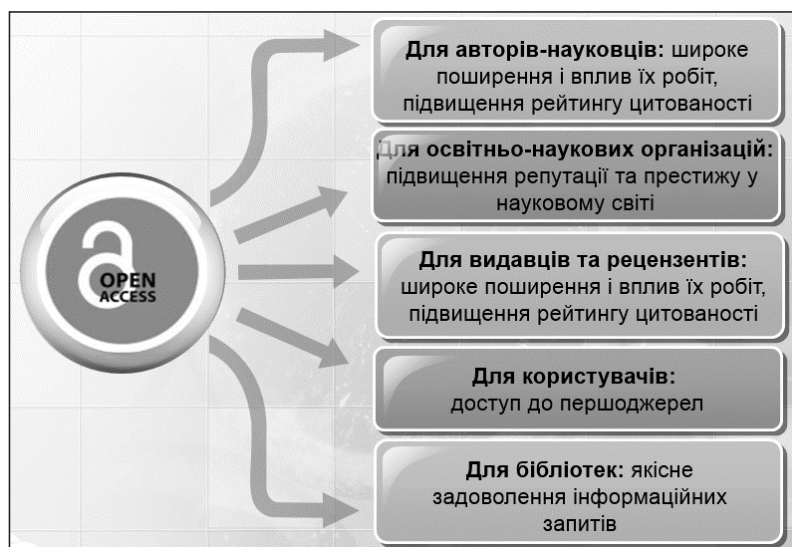 OPEN
ACCESS
Для авторів-науковців: широке
поширення і вплив їх робіт,
підвищення рейтингу цитованості
Для освітньо-наукових організацій:
підвищення репутації та престижу у
науковому світі
Для видавців та рецензентів:
широке поширення і вплив їх робіт,
підвищення рейтингу цитованості
Для користувачів:
доступ до першоджерел
Для бібліотек: якісне
задоволення інформаційних
запитів